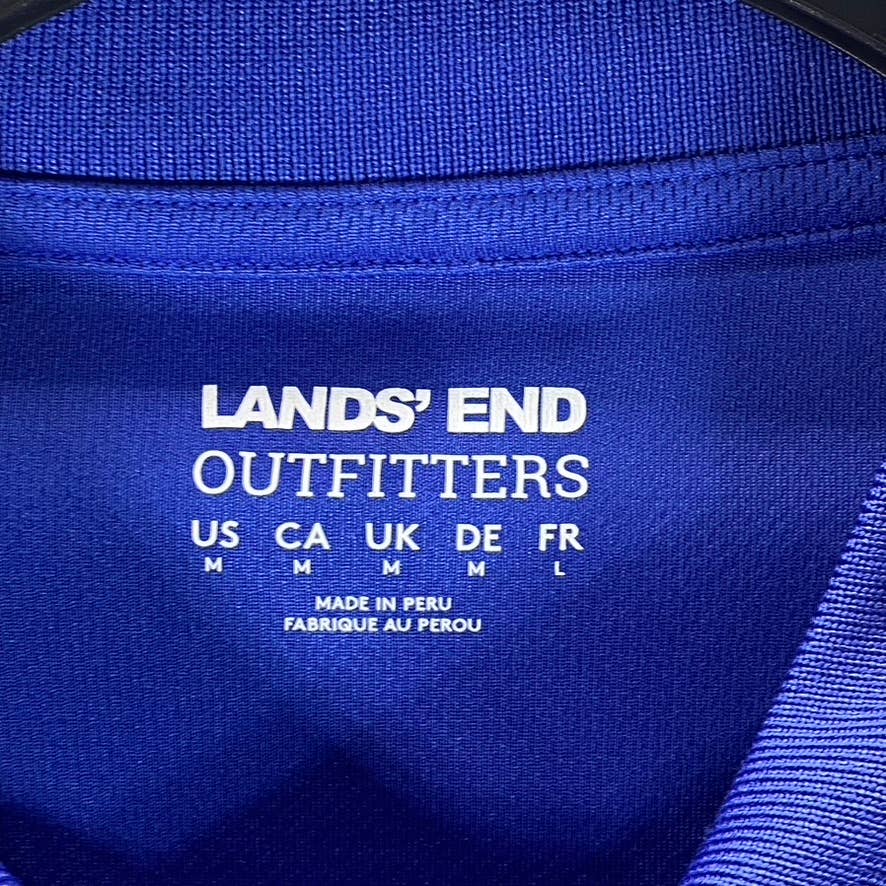 LANDS' END
OUTFITTERS
US CA UK DE FR
M M M M L
MADE IN PERU
FABRIQUE AU PEROU